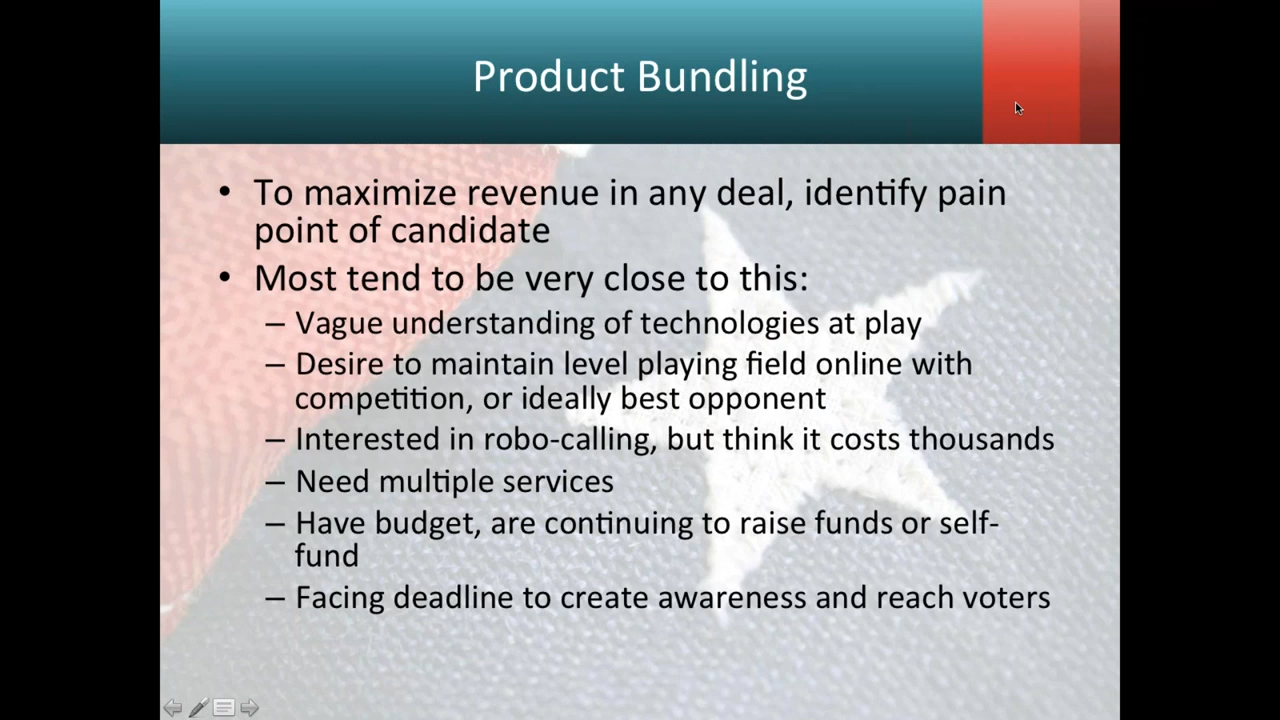 Product Bundling
• To maximize revenue in any deal, identify pain
point of candidate
• Most tend to be very close to this:
– Vague understanding of technologies at play
– Desire to maintain level playing field online with
competition, or ideally best opponent
– Interested in robo-calling, but think it costs thousands
– Need multiple services
– Have budget, are continuing to raise funds or self-
fund
– Facing deadline to create awareness and reach voters